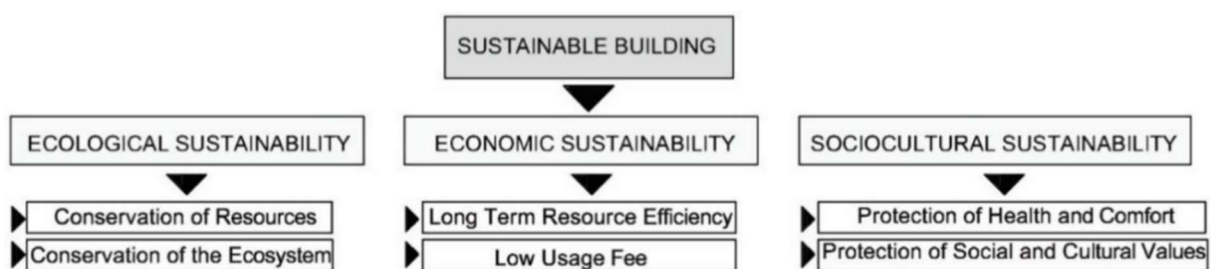 SUSTAINABLE BUILDING
ECOLOGICAL SUSTAINABILITY
ECONOMIC SUSTAINABILITY
SOCIOCULTURAL SUSTAINABILITY
Conservation of Resources
Conservation of the Ecosystem
Long Term Resource Efficiency
Low Usage Fee
Protection of Health and Comfort
Protection of Social and Cultural Values